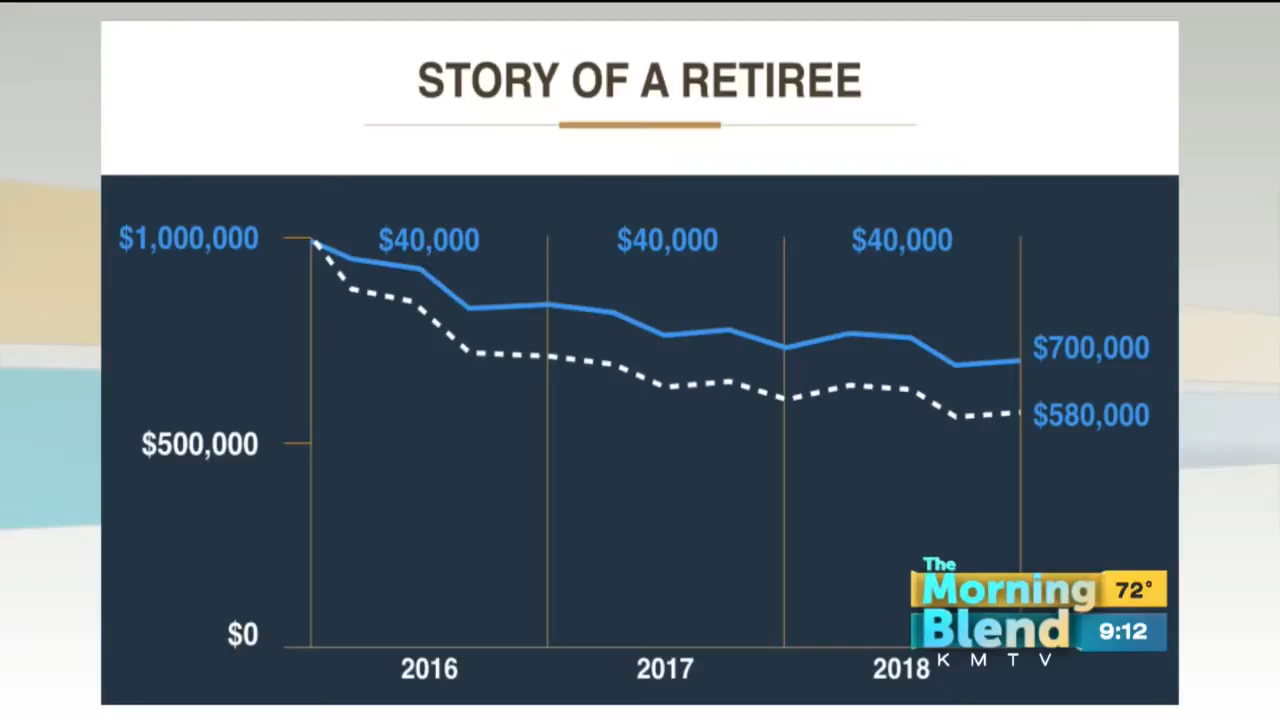 STORY OF A RETIREE
$1,000,000
$40,000
$40,000
$40,000
$700,000
$580,000
$500,000
$0
2016
2017
2018
The
Morning
Blend
KMTV
72°
9:12